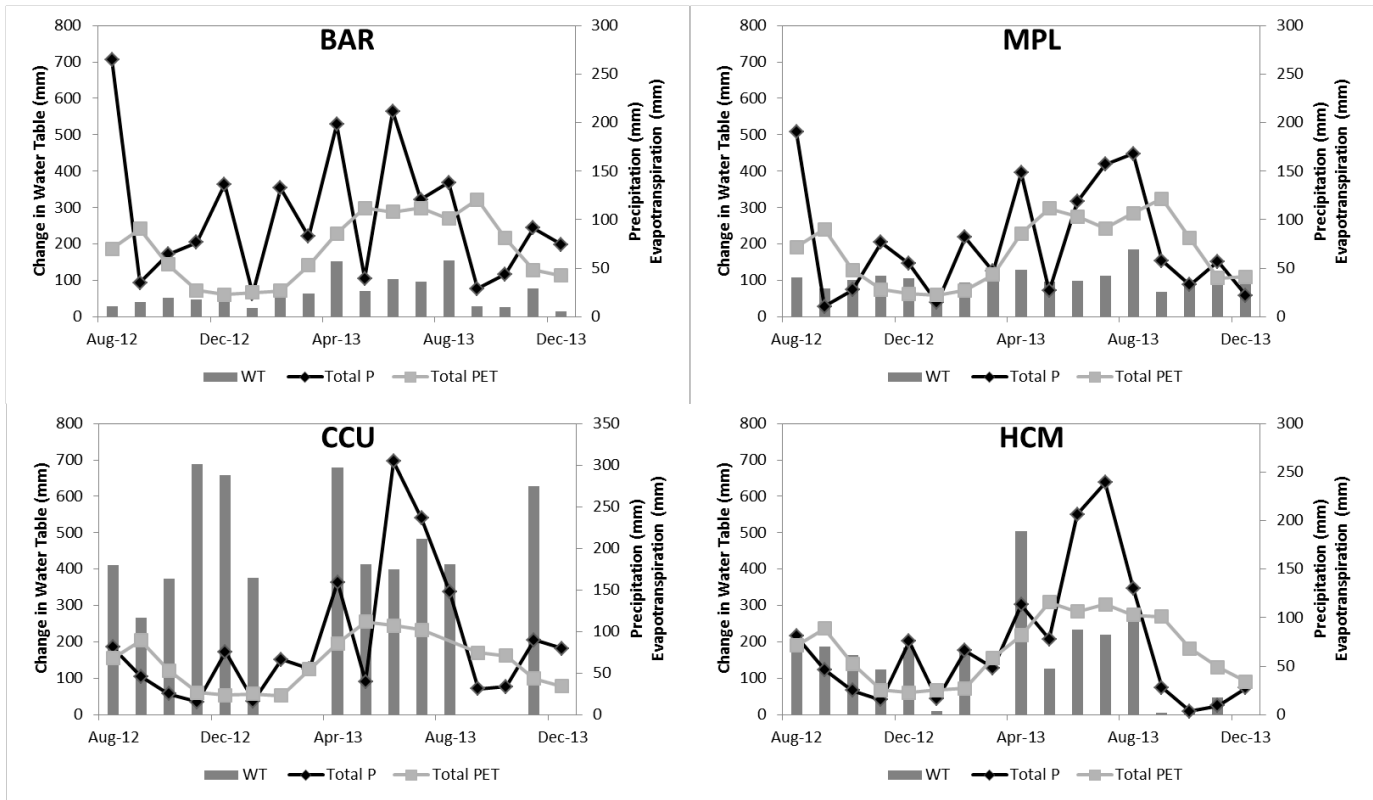 BAR
Change in Water Table (mm)
800
700
600
500
400
300
200
100
0
300
250
200
150
100
50
0
Precipitation (mm)
Evapotranspiration (mm)
Aug-12 Dec-12 Apr-13 Aug-13 Dec-13
WT Total P Total PET
MPL
Change in Water Table (mm)
800
700
600
500
400
300
200
100
0
300
250
200
150
100
50
0
Precipitation (mm)
Evapotranspiration (mm)
Aug-12 Dec-12 Apr-13 Aug-13 Dec-13
WT Total P Total PET
CCU
Change in Water Table (mm)
800
700
600
500
400
300
200
100
0
350
300
250
200
150
100
50
0
Precipitation (mm)
Evapotranspiration (mm)
Aug-12 Dec-12 Apr-13 Aug-13 Dec-13
WT Total P Total PET
HCM
Change in Water Table (mm)
800
700
600
500
400
300
200
100
0
300
250
200
150
100
50
0
Precipitation (mm)
Evapotranspiration (mm)
Aug-12 Dec-12 Apr-13 Aug-13 Dec-13
WT Total P Total PET